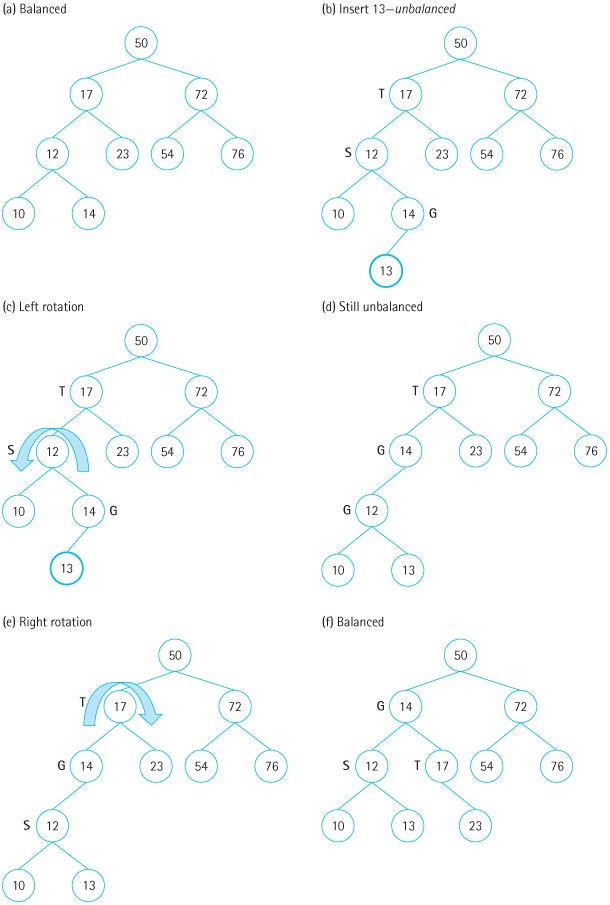 (a) Balanced
50
17 72
12 23 54 76
10 14
(b) Insert 13—unbalanced
50
T 17 72
S 12 23 54 76
10 14 G
13
(c) Left rotation
50
T 17 72
S 12 23 54 76
10 14 G
13
(d) Still unbalanced
50
T 17 72
G 14 23 54 76
G 12
10 13
(e) Right rotation
50
T 17 72
G 14 23 54 76
S 12
10 13
(f) Balanced
50
G 14 72
S 12 T 17 54 76
10 13 23